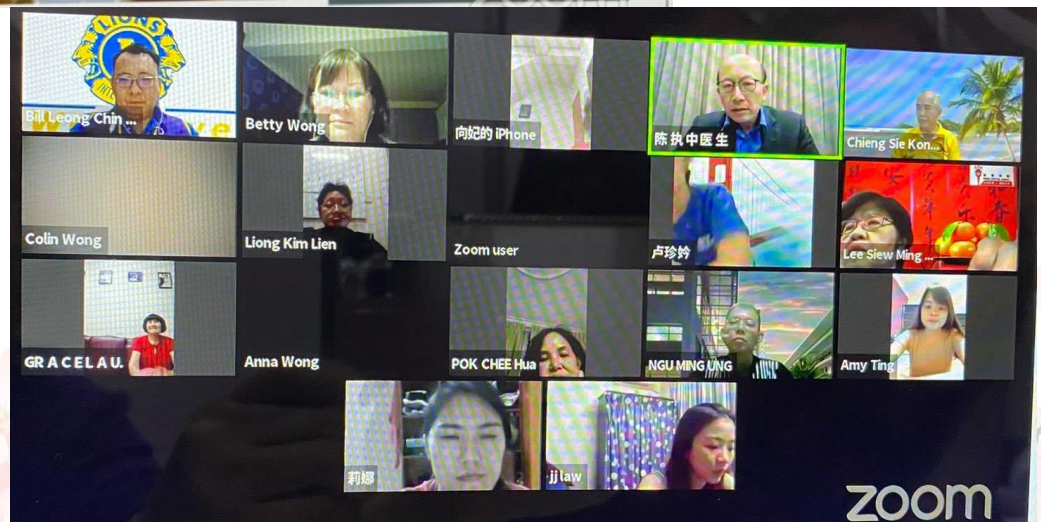 LIONS
Bill Leong Chin ...
Betty Wong
向妃的 iPhone
陈执中医生
Chieng Sie Kon...
Colin Wong
Liong Kim Lien
Zoom user
卢珍妗
Lee Siew Ming ...
GRACELAU.
Anna Wong
POK CHEE Hua
NGU MING UNG
Amy Ting
莉娜
jj law
zoom